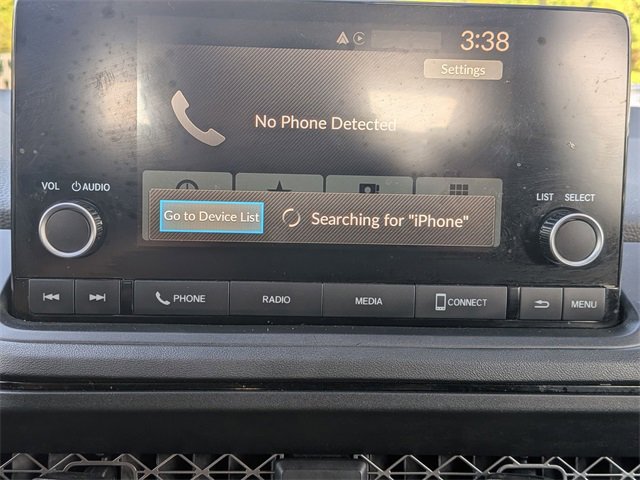 3:38
Settings
No Phone Detected
VOL AUDIO
LIST SELECT
Go to Device List
Searching for "iPhone"
PHONE
RADIO
MEDIA
CONNECT
MENU